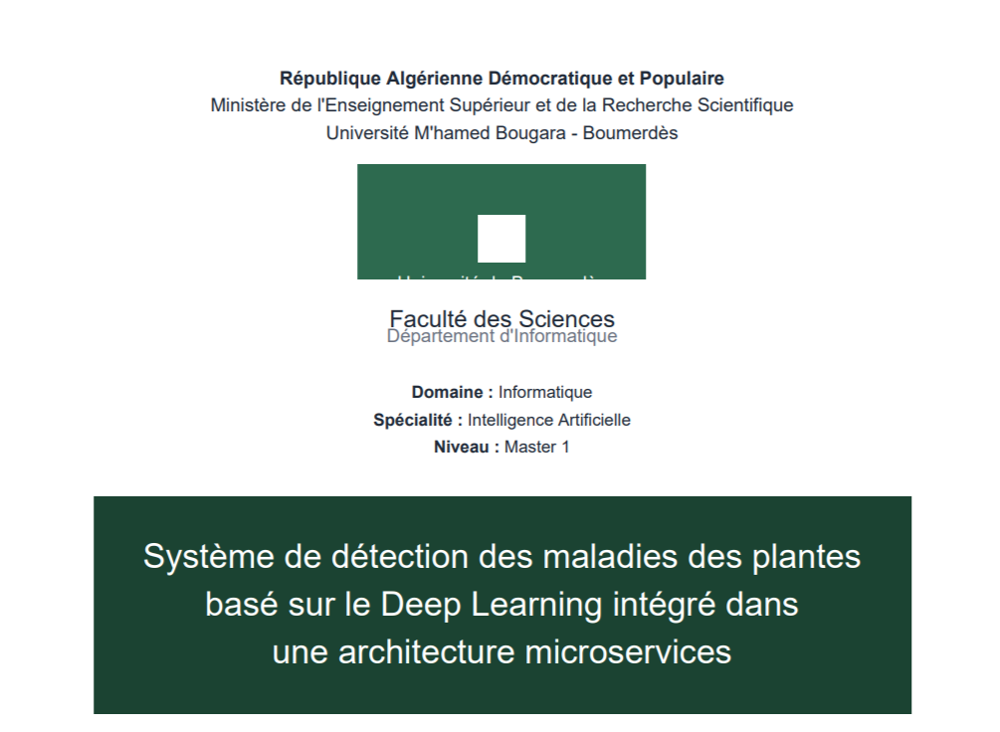 République Algérienne Démocratique et Populaire
Ministère de l'Enseignement Supérieur et de la Recherche Scientifique
Université M'hamed Bougara - Boumerdès
Faculté des Sciences
Département d'Informatique
Domaine : Informatique
Spécialité : Intelligence Artificielle
Niveau : Master 1
Système de détection des maladies des plantes
basé sur le Deep Learning intégré dans
une architecture microservices